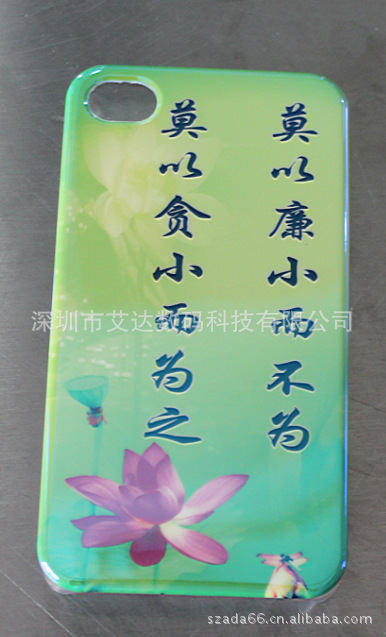 莫以廉小而不为
莫以贪小而为之
深圳市艾达数码科技有限公司
szada66.cn.alibaba.com